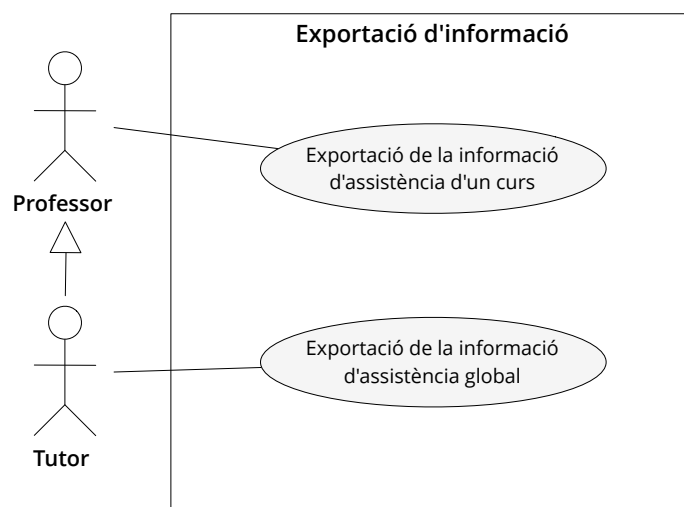 Exportació d'informació
Exportació de la informació
d'assistència d'un curs
Professor
Exportació de la informació
d'assistència global
Tutor